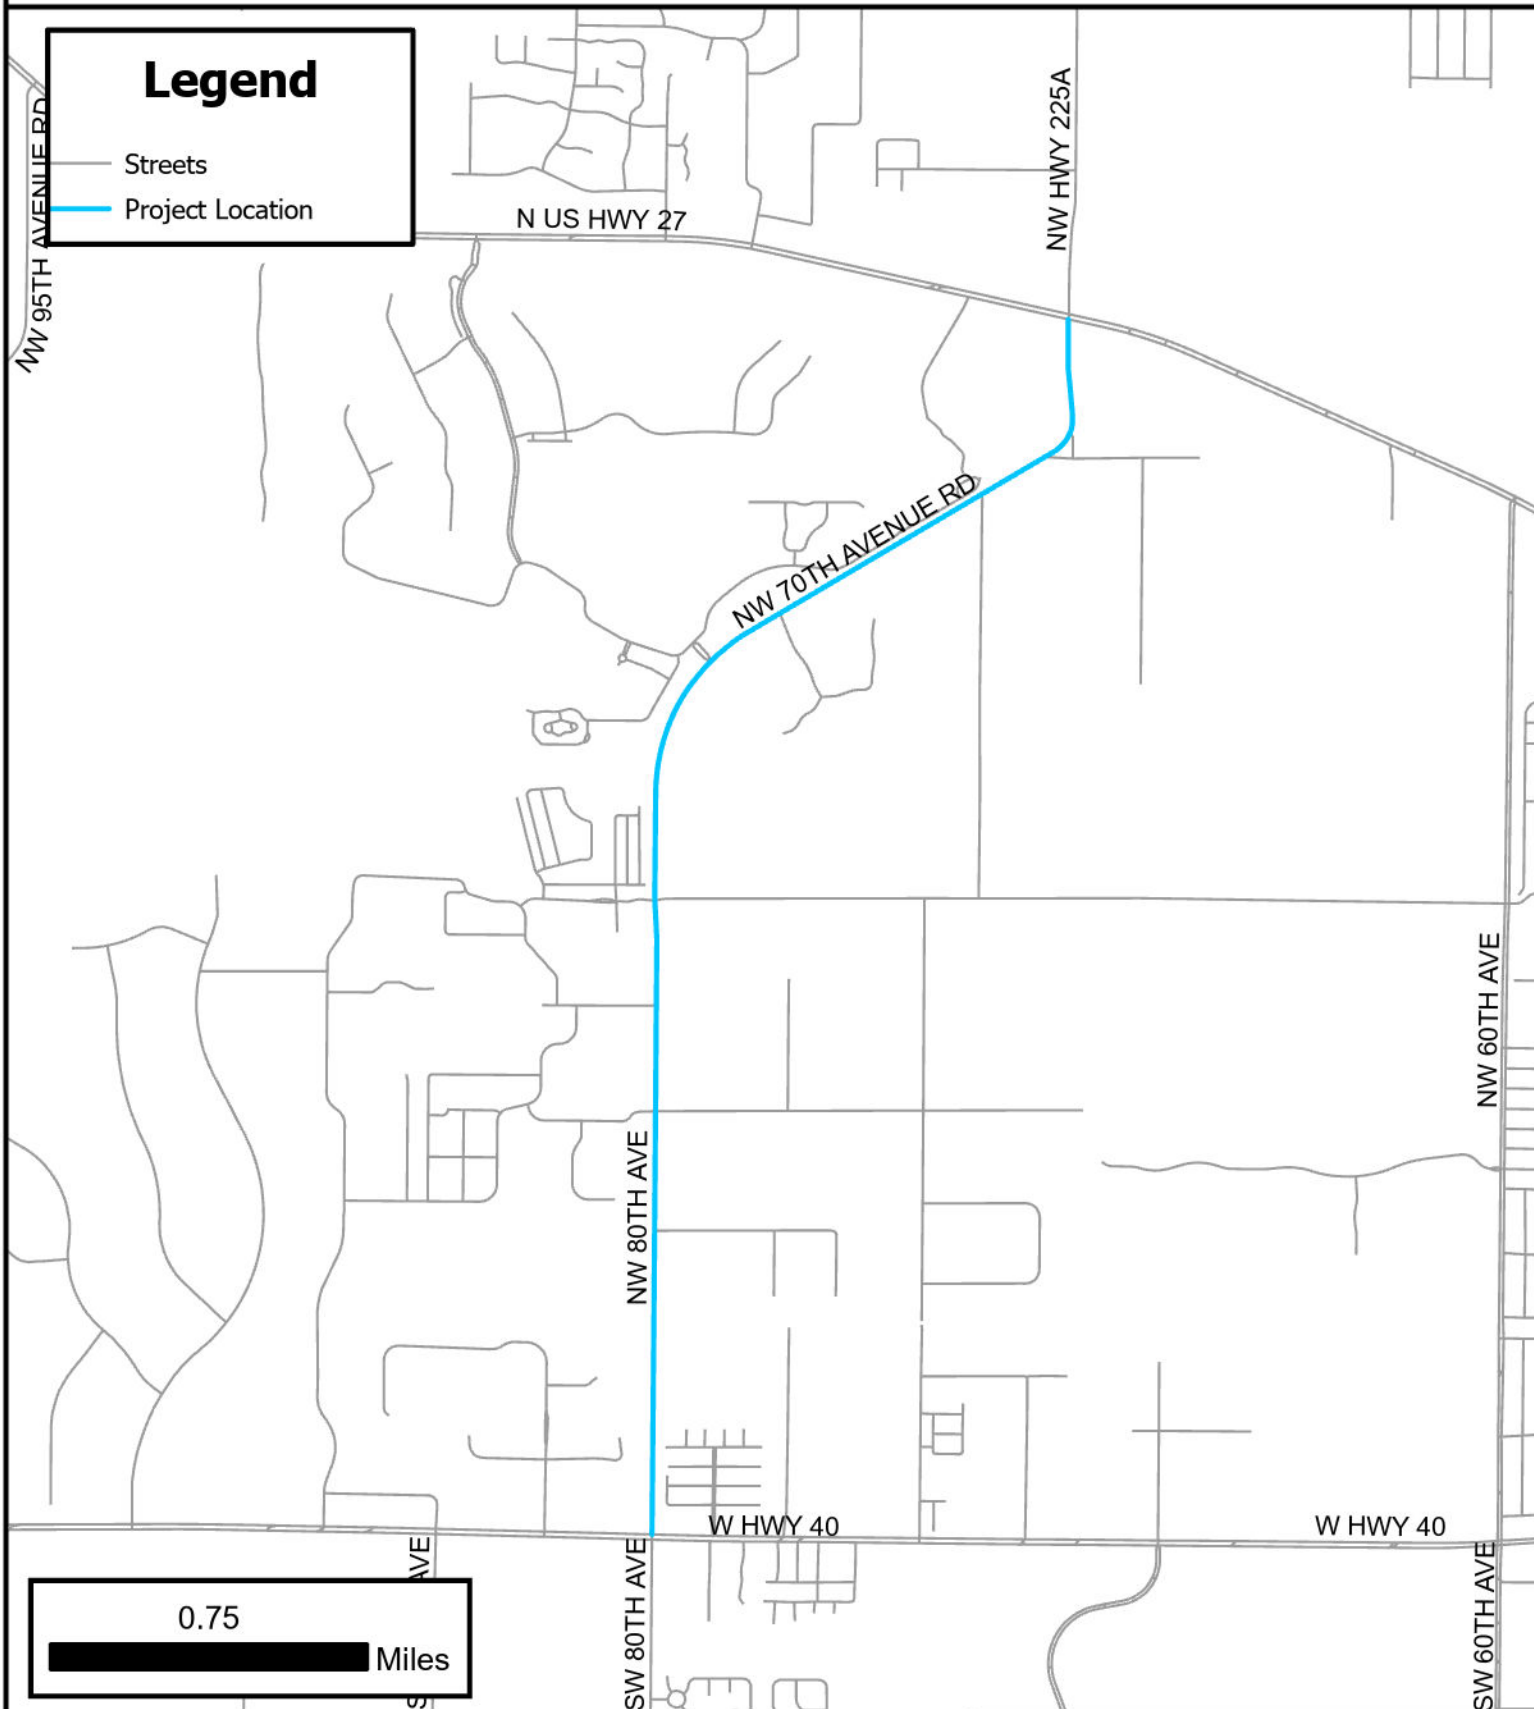 Legend
Streets
Project Location
NW 95TH AVENUE RD
N US HWY 27
NW HWY 225A
NW 70TH AVENUE RD
NW 60TH AVE
NW 80TH AVE
W HWY 40
W HWY 40
AVE
SW 80TH AVE
SW 60TH AVE
0.75
Miles